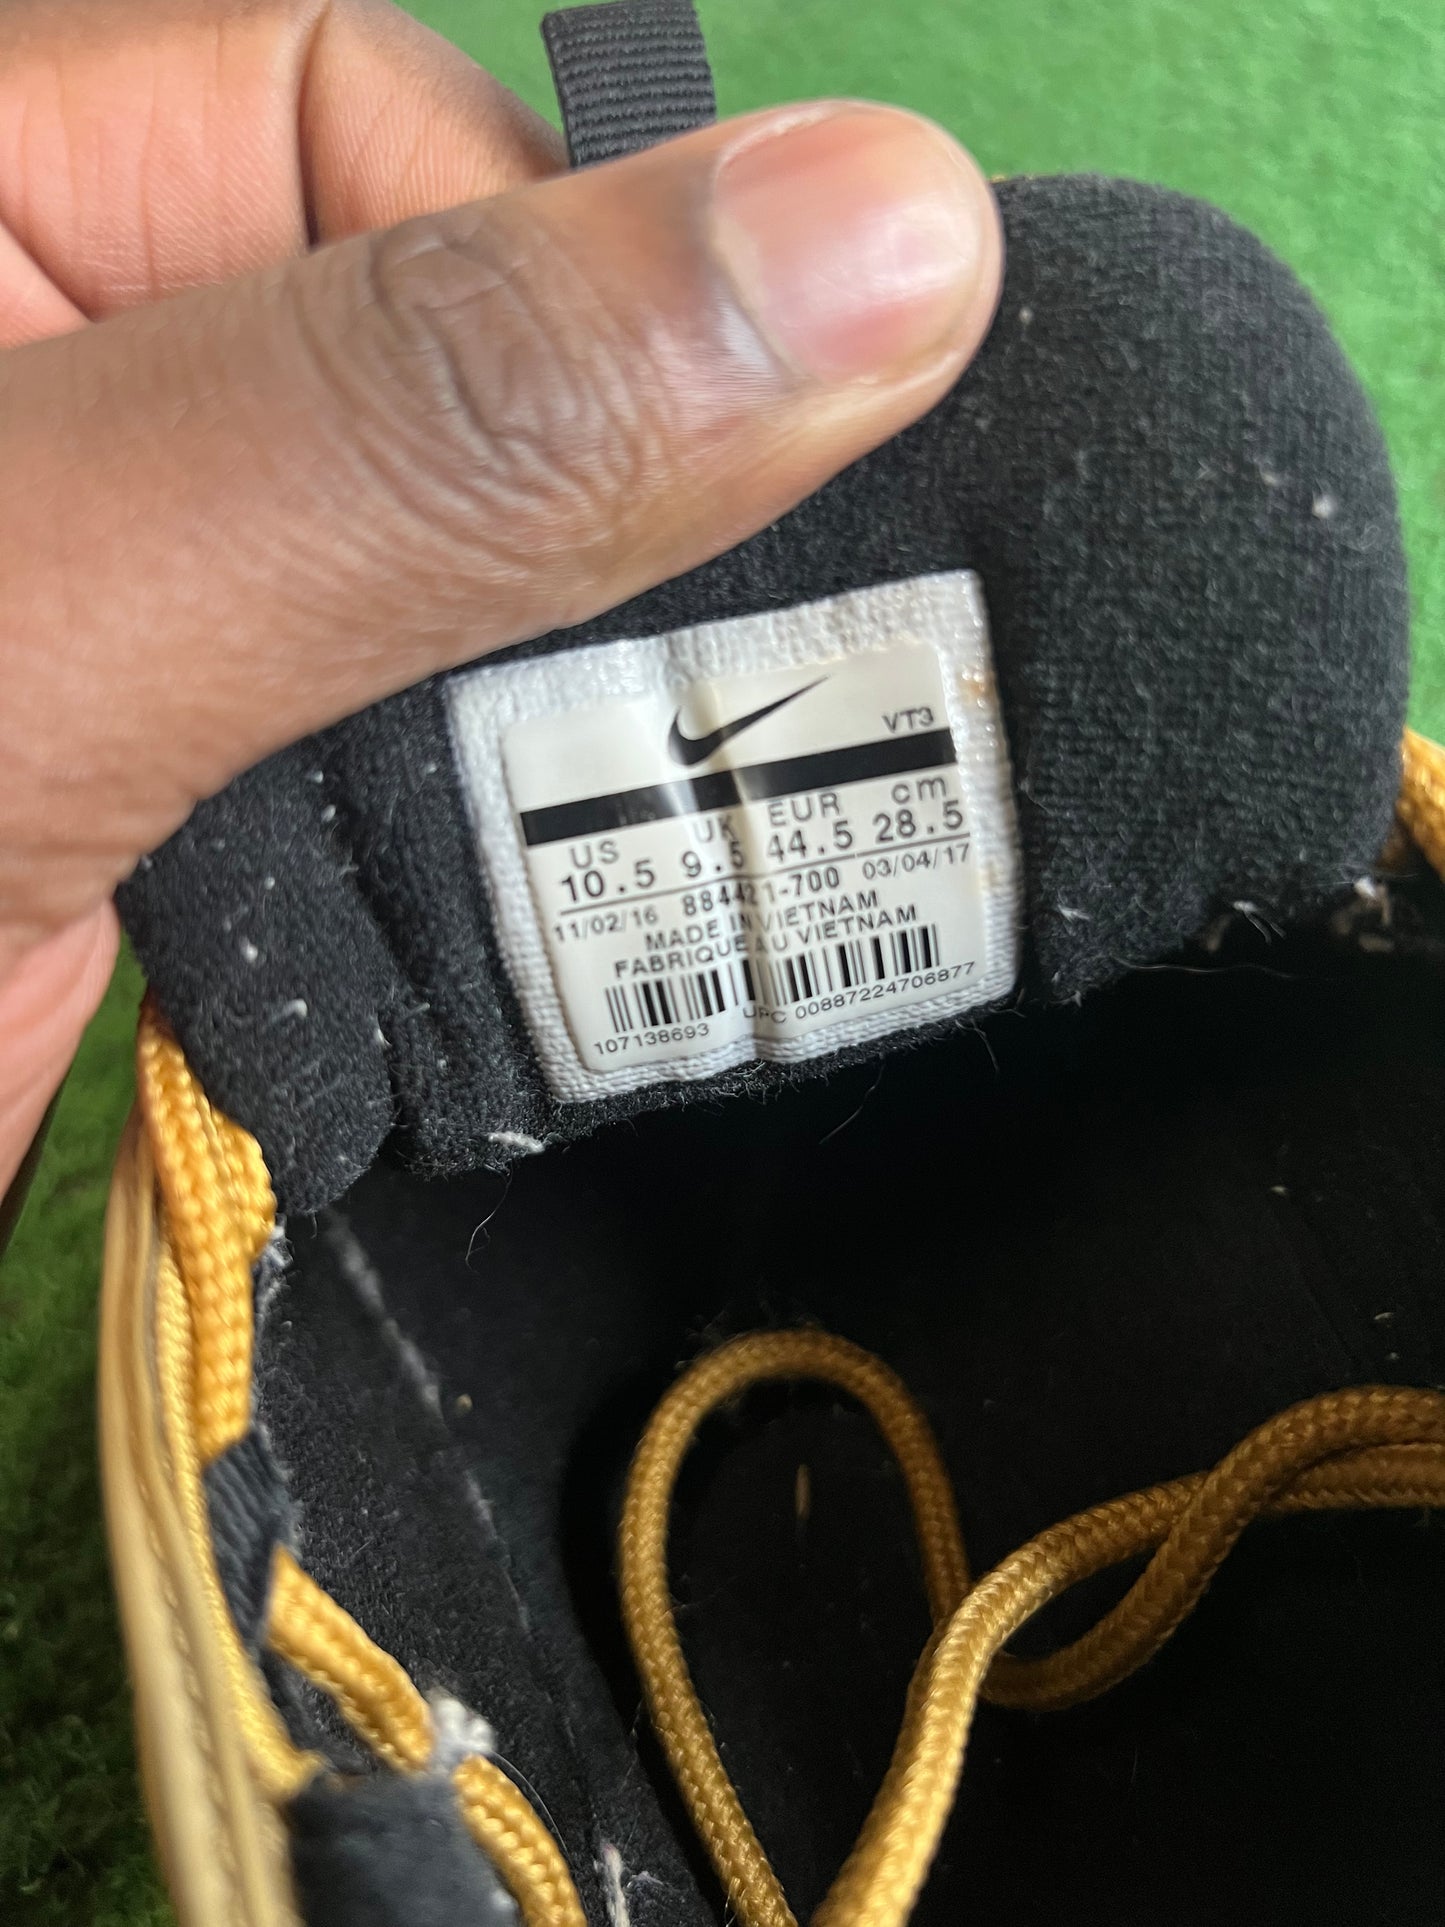 VT3
US UK EUR cm
10.5 9.5 44.5 28.5
11/02/16 884421-700 03/04/17
MADE IN VIETNAM
FABRIQUE AU VIETNAM
107138693 UPC 00887224706877